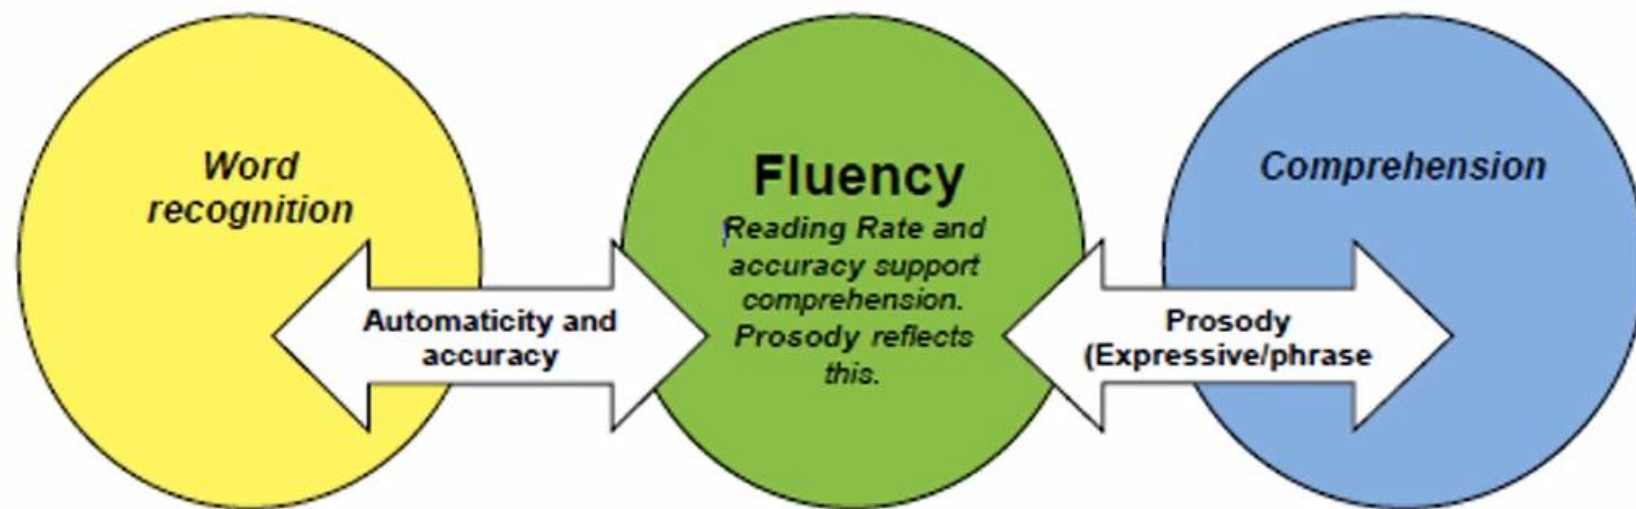 Word
recognition
Automaticity and
accuracy
Fluency
Reading Rate and
accuracy support
comprehension.
Prosody reflects
this.
Prosody
(Expressive/phrase
Comprehension